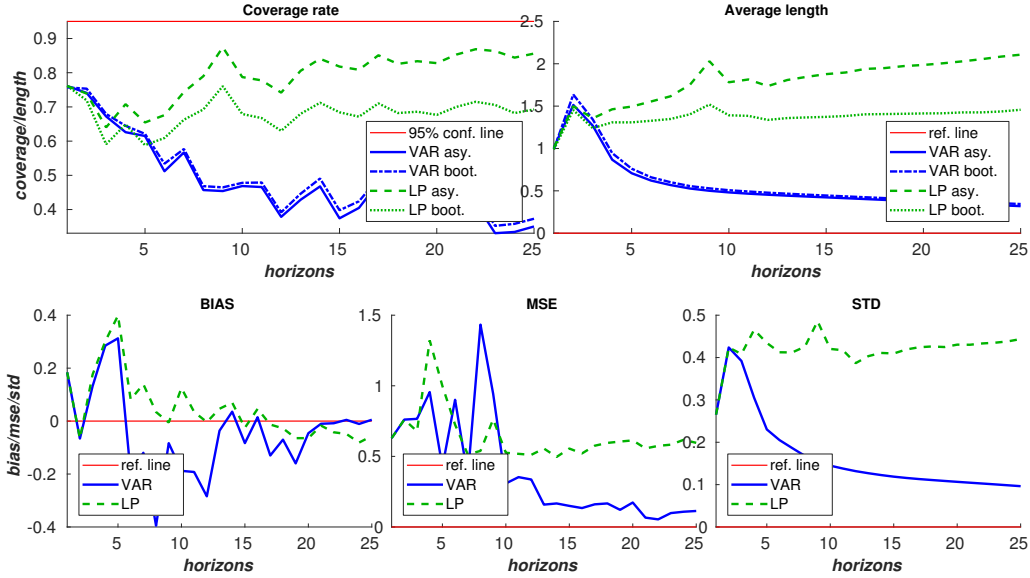 Coverage rate
coverage/length
0.9
0.8
0.7
0.6
0.5
0.4
5
10
15
20
25
horizons
95% conf. line
VAR asy.
VAR boot.
LP asy.
LP boot.
Average length
2.5
2
1.5
1
0.5
0
5
10
15
20
25
horizons
ref. line
VAR asy.
VAR boot.
LP asy.
LP boot.
BIAS
bias/mse/std
0.4
0.2
0
-0.2
-0.4
5
10
15
20
25
horizons
ref. line
VAR
LP
MSE
1.5
1
0.5
0
5
10
15
20
25
horizons
ref. line
VAR
LP
STD
0.5
0.4
0.3
0.2
0.1
0
5
10
15
20
25
horizons
ref. line
VAR
LP